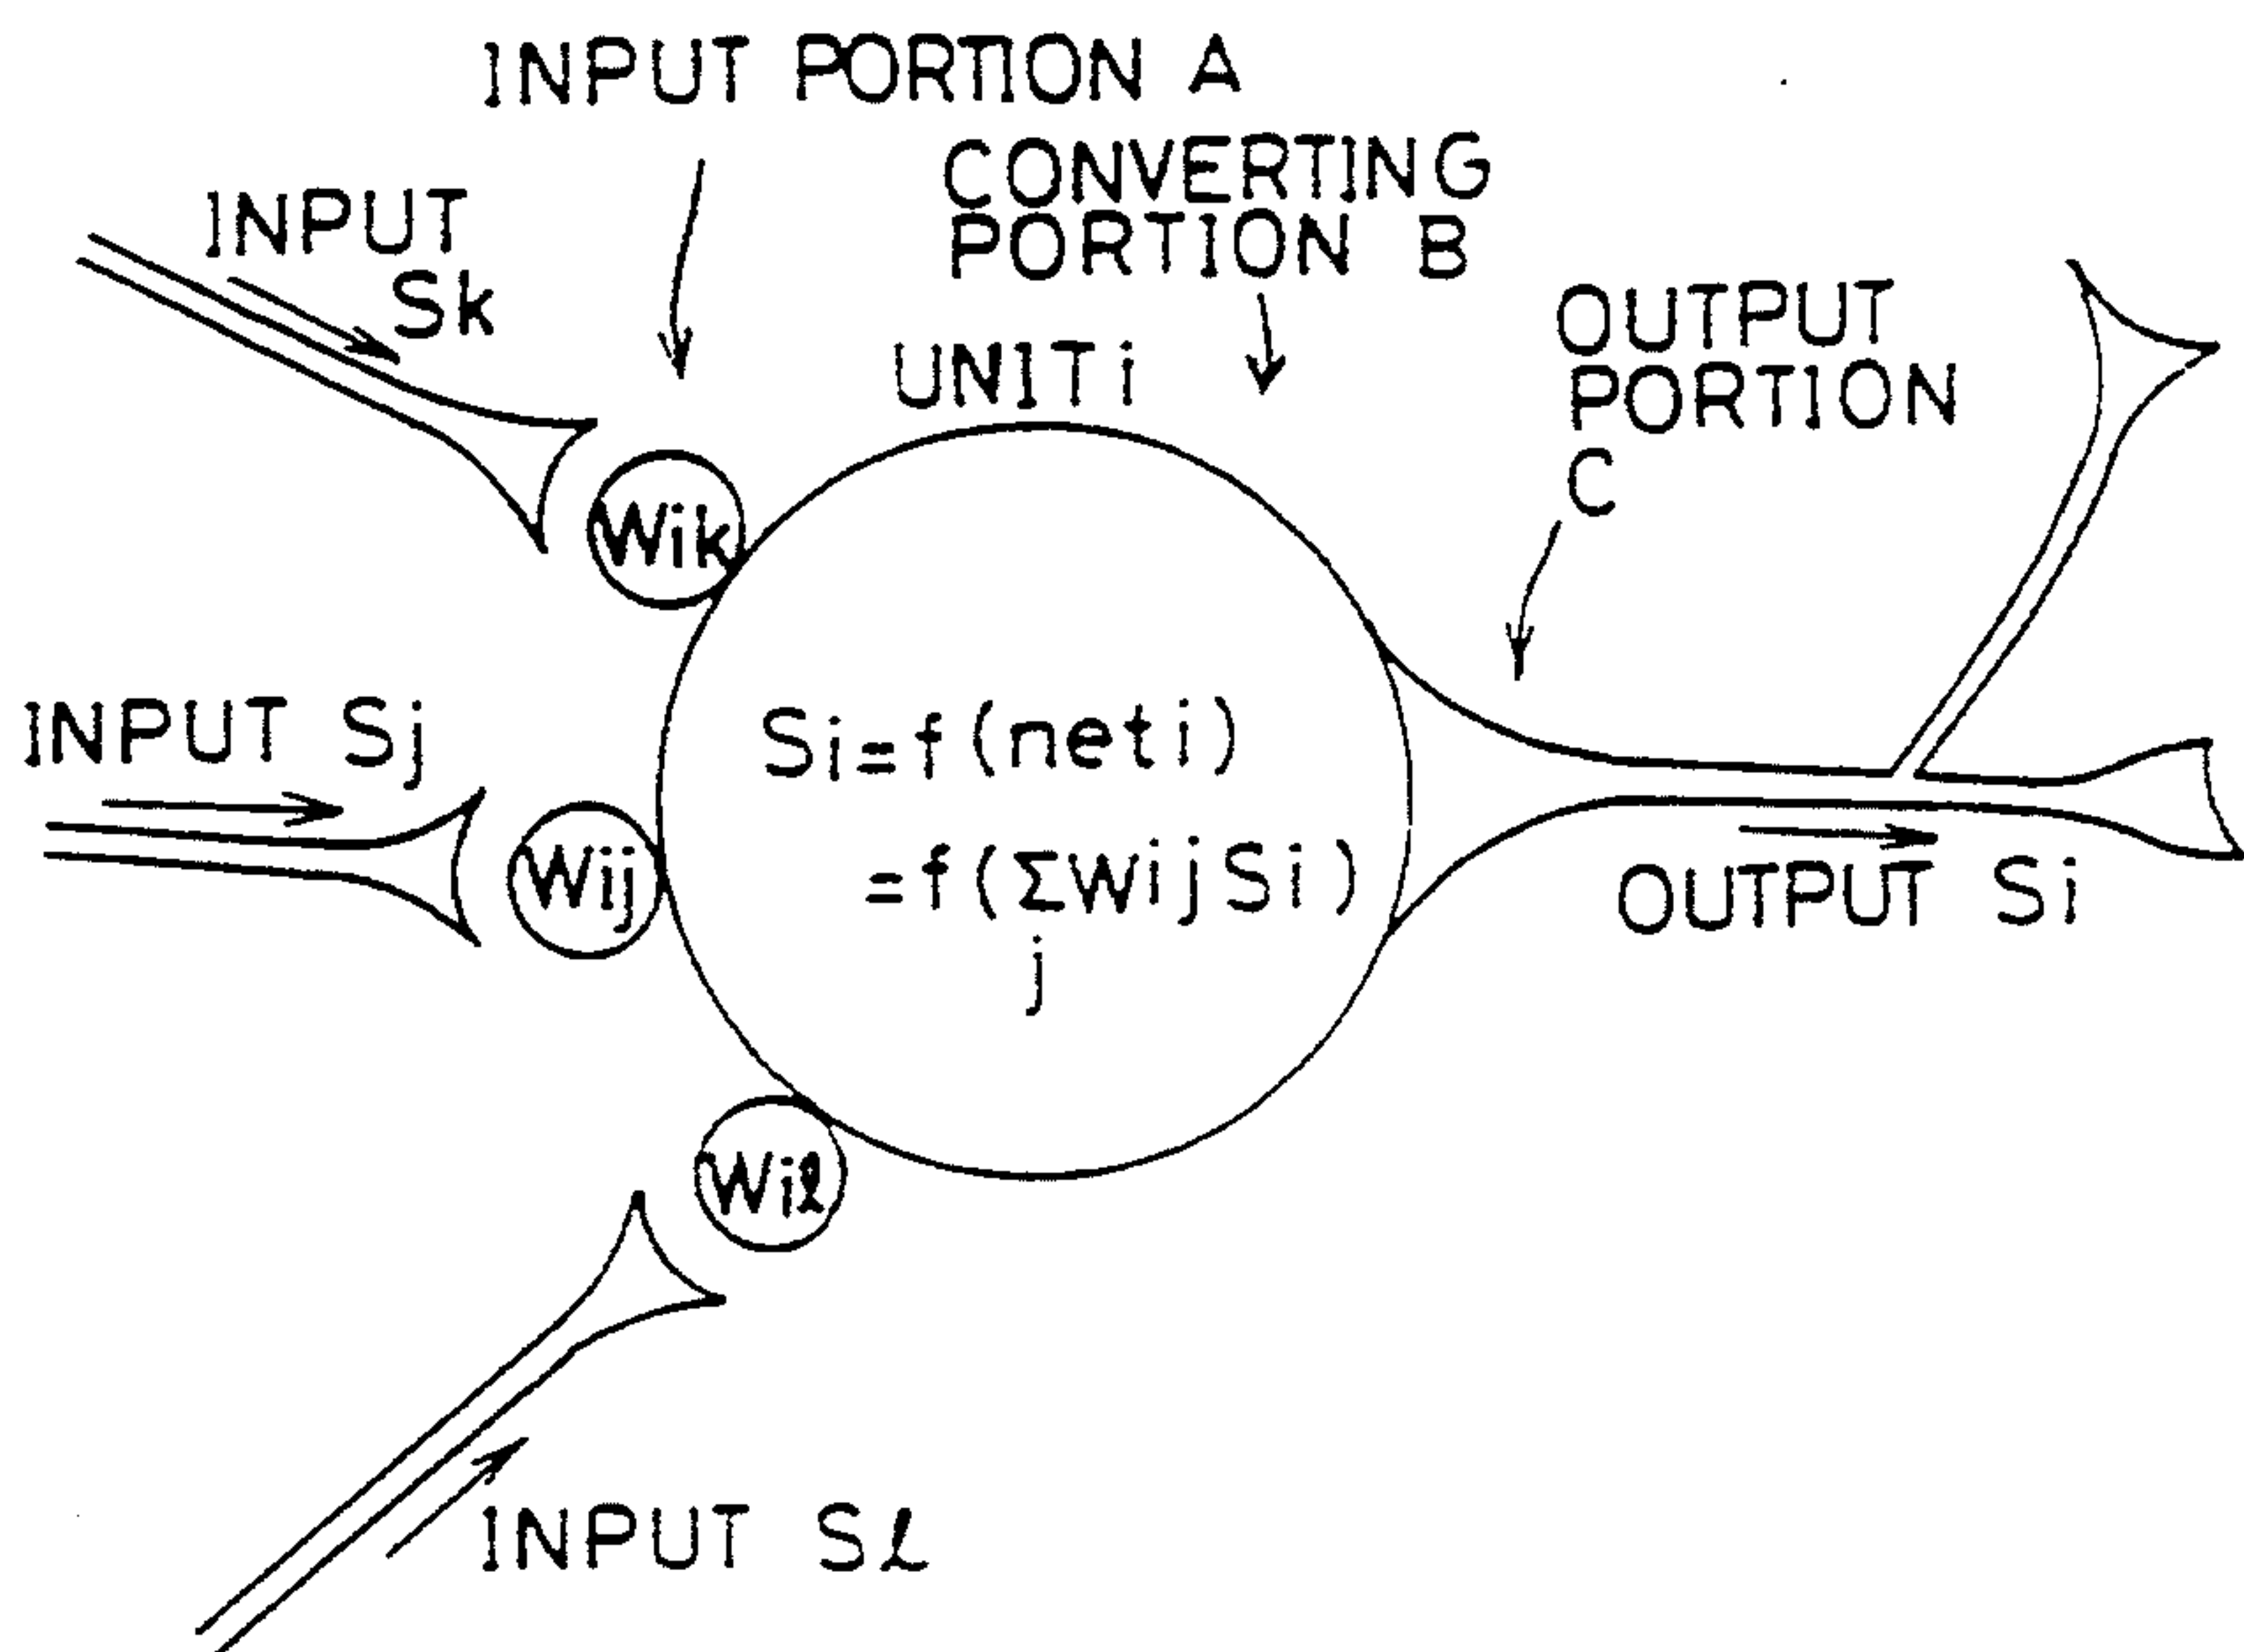 INPUT PORTION A
CONVERTING
PORTION B
INPUT
Sk
UNIT i
OUTPUT
PORTION
C
Wik
INPUT Sj
Si=f(neti)
Wij
=f(ΣWijSi)
j
OUTPUT Si
Wiℓ
INPUT Sℓ